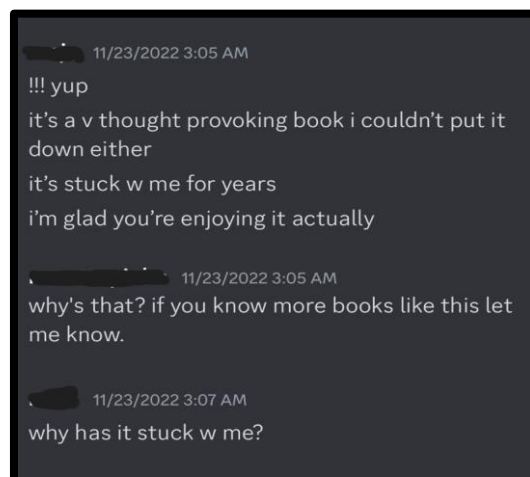 11/23/2022 3:05 AM
!!! yup
it's a v thought provoking book i couldn't put it
down either
it's stuck w me for years
i'm glad you're enjoying it actually
11/23/2022 3:05 AM
why's that? if you know more books like this let
me know.
11/23/2022 3:07 AM
why has it stuck w me?